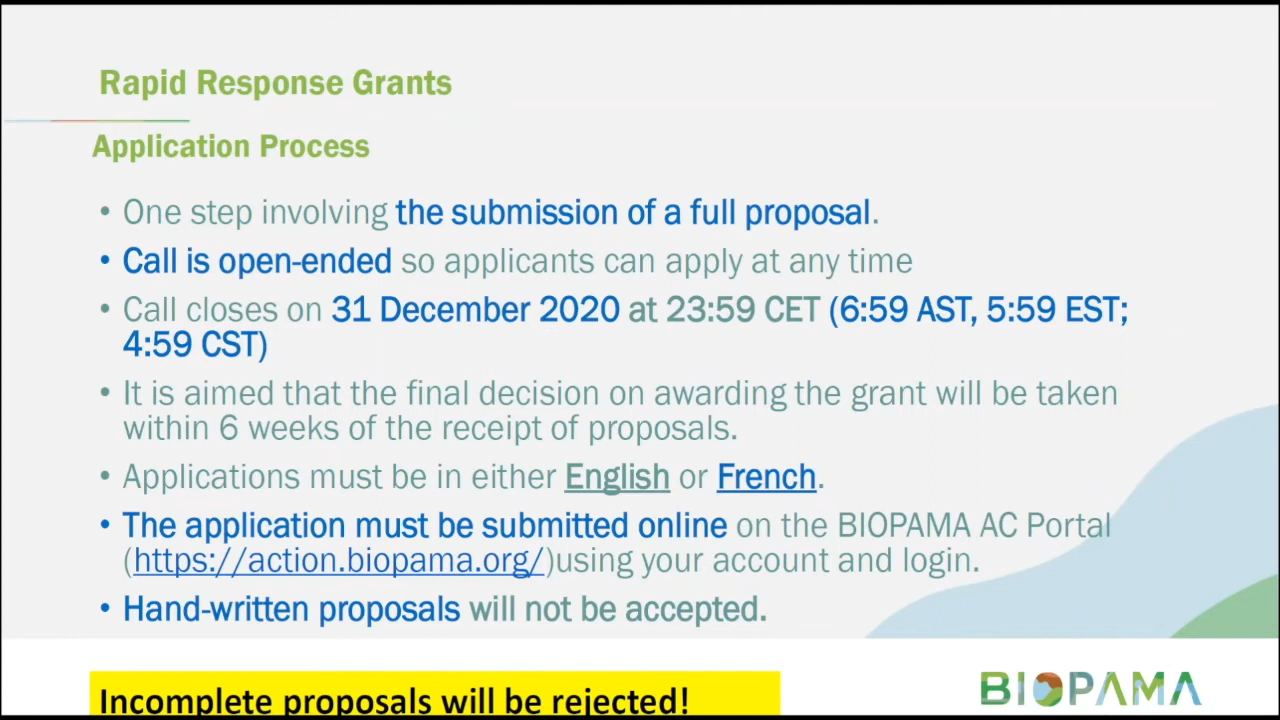 Rapid Response Grants
Application Process
• One step involving the submission of a full proposal.
• Call is open-ended so applicants can apply at any time
• Call closes on 31 December 2020 at 23:59 CET (6:59 AST, 5:59 EST;
4:59 CST)
• It is aimed that the final decision on awarding the grant will be taken
within 6 weeks of the receipt of proposals.
• Applications must be in either English or French.
• The application must be submitted online on the BIOPAMA AC Portal
(https://action.biopama.org/)using your account and login.
• Hand-written proposals will not be accepted.
Incomplete proposals will be rejected!
BIOPAMA